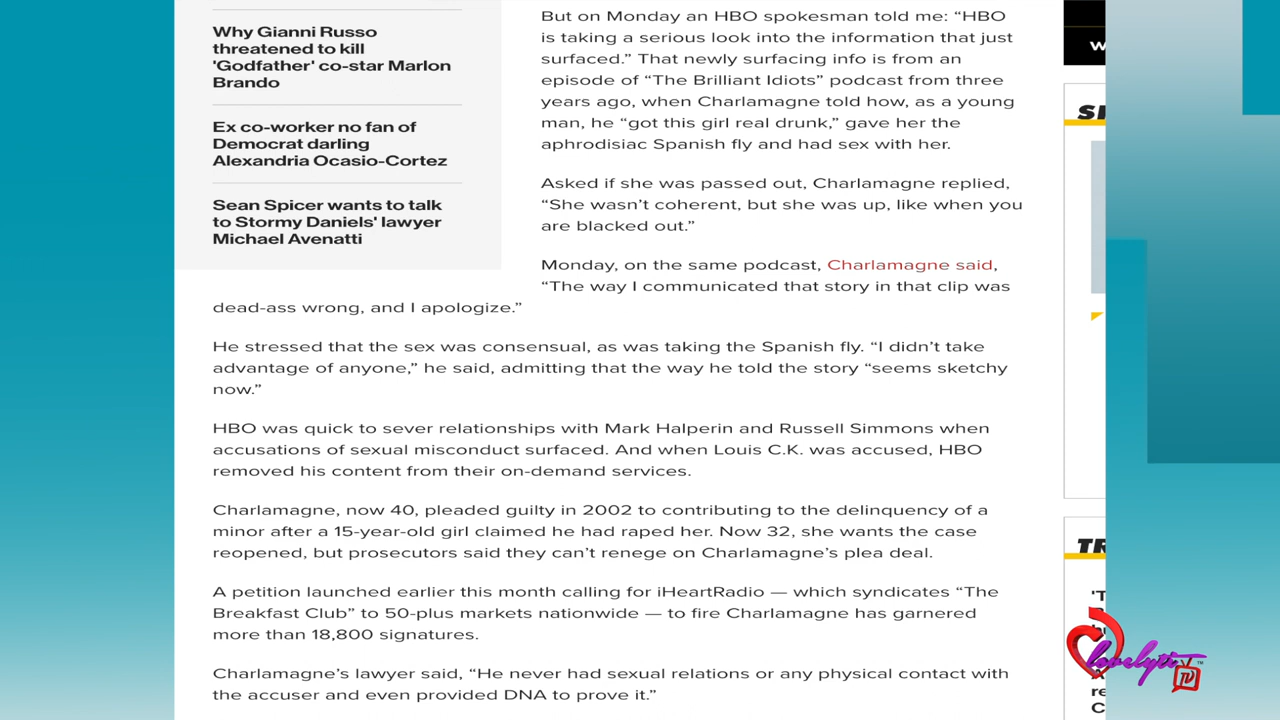 Why Gianni Russo
threatened to kill
'Godfather' co-star Marlon
Brando
Ex co-worker no fan of
Democrat darling
Alexandria Ocasio-Cortez
Sean Spicer wants to talk
to Stormy Daniels' lawyer
Michael Avenatti
But on Monday an HBO spokesman told me: “HBO
is taking a serious look into the information that just
surfaced.” That newly surfacing info is from an
episode of “The Brilliant Idiots” podcast from three
years ago, when Charlamagne told how, as a young
man, he “got this girl real drunk,” gave her the
aphrodisiac Spanish fly and had sex with her.
Asked if she was passed out, Charlamagne replied,
“She wasn’t coherent, but she was up, like when you
are blacked out.”
Monday, on the same podcast, Charlamagne said,
“The way I communicated that story in that clip was
dead-ass wrong, and I apologize.”
He stressed that the sex was consensual, as was taking the Spanish fly. “I didn’t take
advantage of anyone,” he said, admitting that the way he told the story “seems sketchy
now.”
HBO was quick to sever relationships with Mark Halperin and Russell Simmons when
accusations of sexual misconduct surfaced. And when Louis C.K. was accused, HBO
removed his content from their on-demand services.
Charlamagne, now 40, pleaded guilty in 2002 to contributing to the delinquency of a
minor after a 15-year-old girl claimed he had raped her. Now 32, she wants the case
reopened, but prosecutors said they can’t renege on Charlamagne’s plea deal.
A petition launched earlier this month calling for iHeartRadio — which syndicates “The
Breakfast Club” to 50-plus markets nationwide — to fire Charlamagne has garnered
more than 18,800 signatures.
Charlamagne’s lawyer said, “He never had sexual relations or any physical contact with
the accuser and even provided DNA to prove it.”
lovelyti
TV